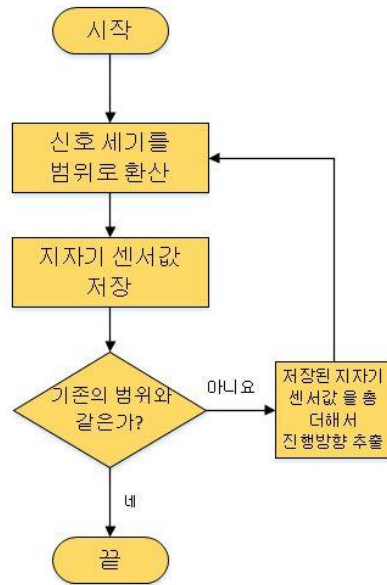 시작
신호 세기를
범위로 환산
지자기 센서값
저장
기존의 범위와
같은가?
아니요
저장된 지자기
센서값 을 총
더해서
진행방향 추출
네
끝